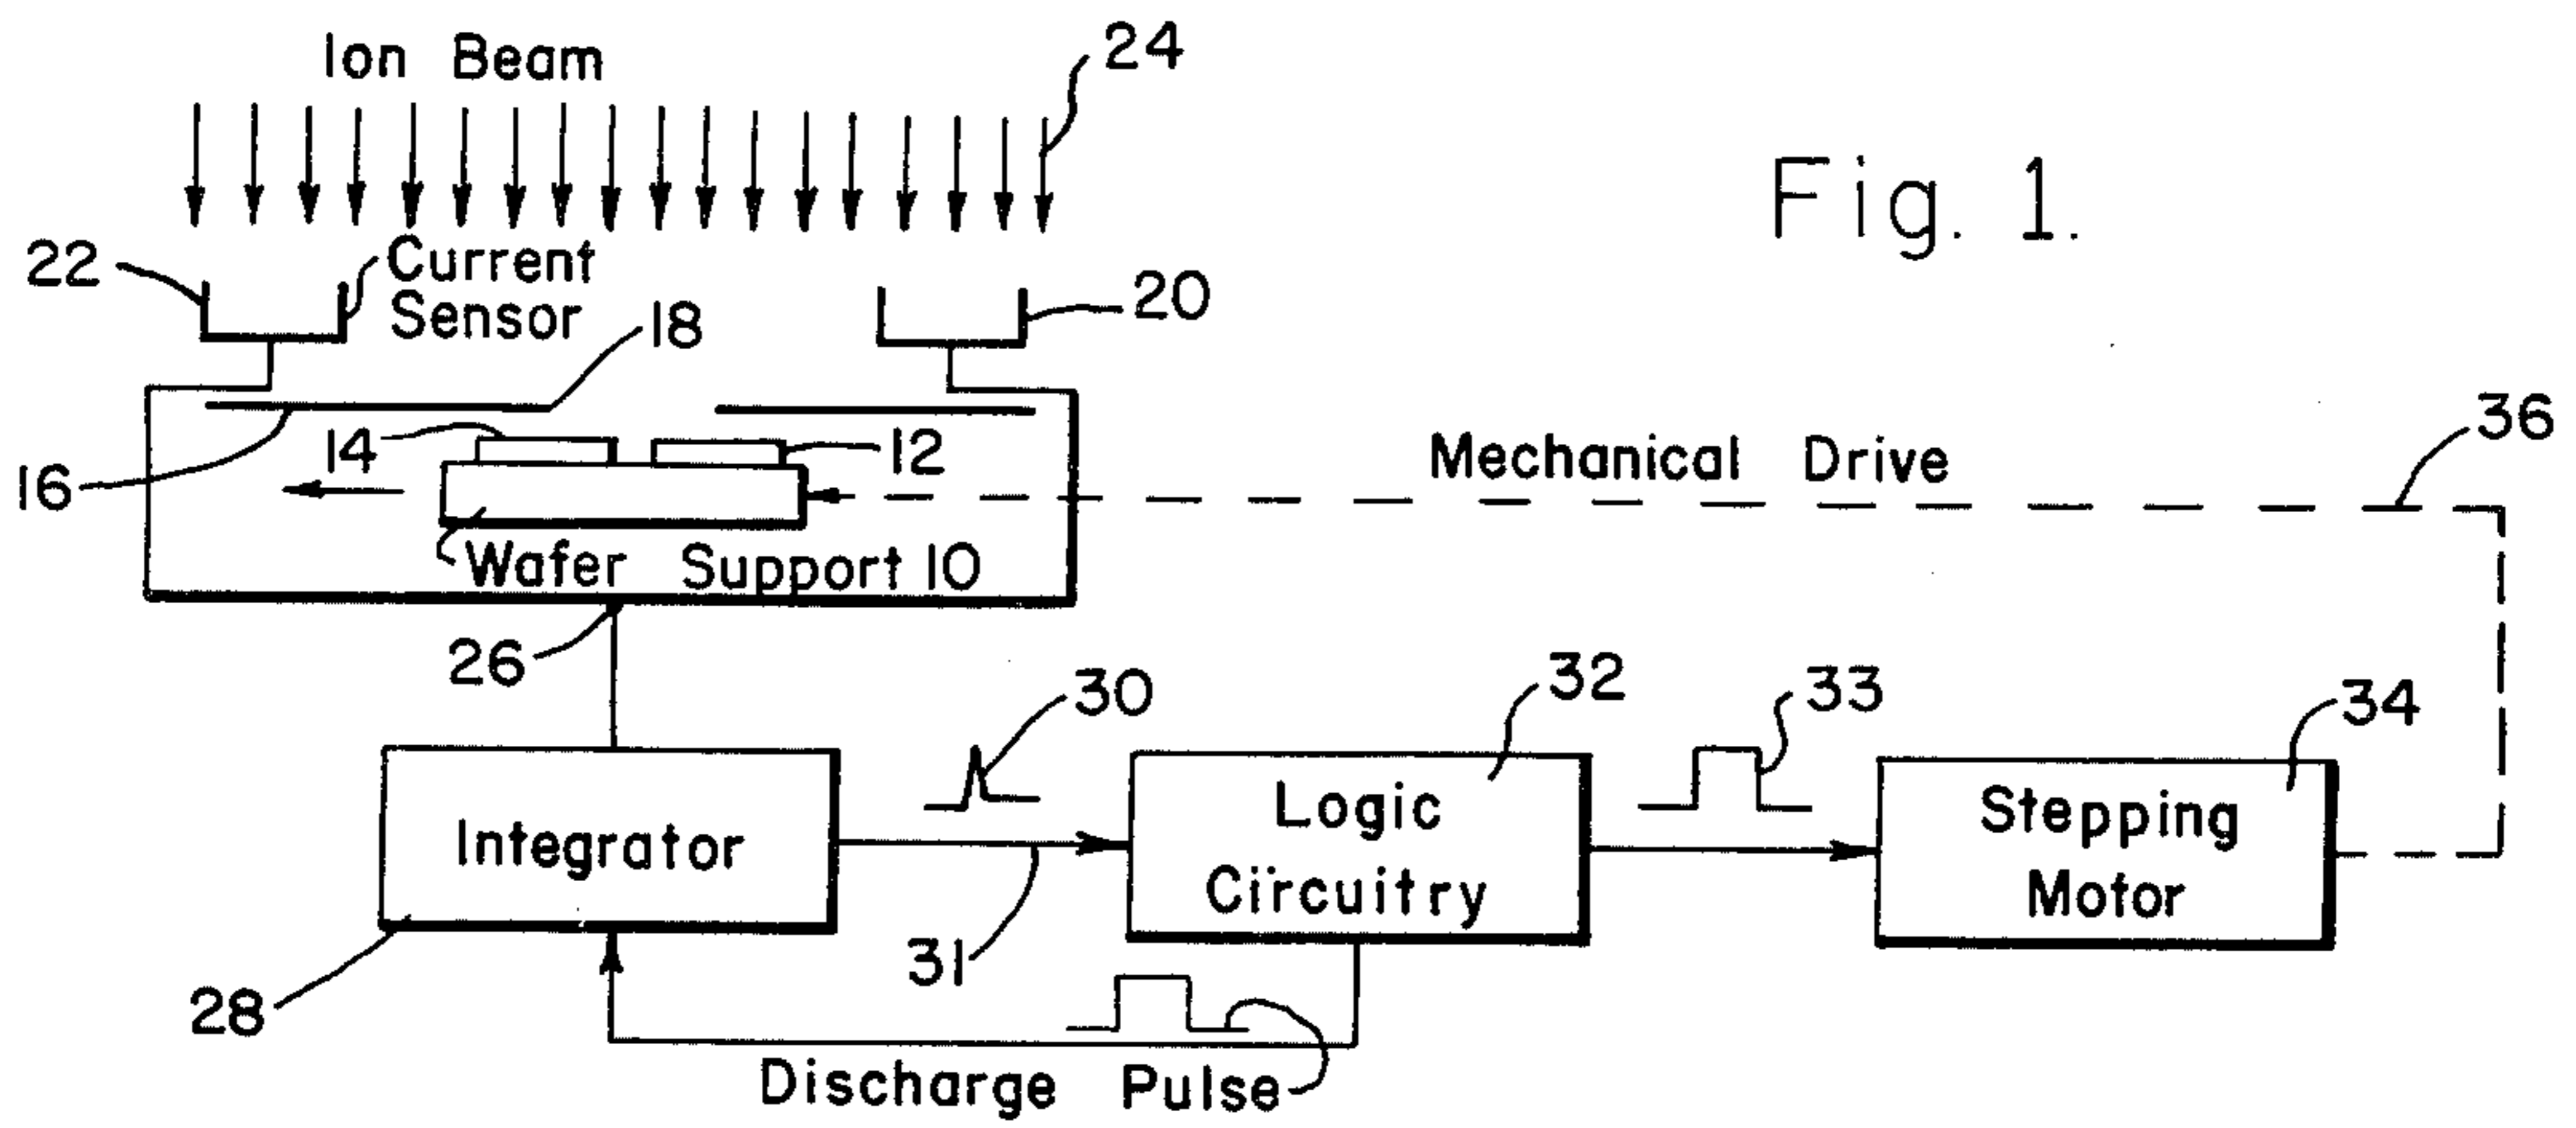 Ion Beam
24
Fig. 1.
22
Current
Sensor
20
18
36
14
12
Mechanical Drive
16
Wafer Support 10
26
30
32
33
34
Integrator
Logic
Circuitry
Stepping
Motor
31
28
Discharge Pulse